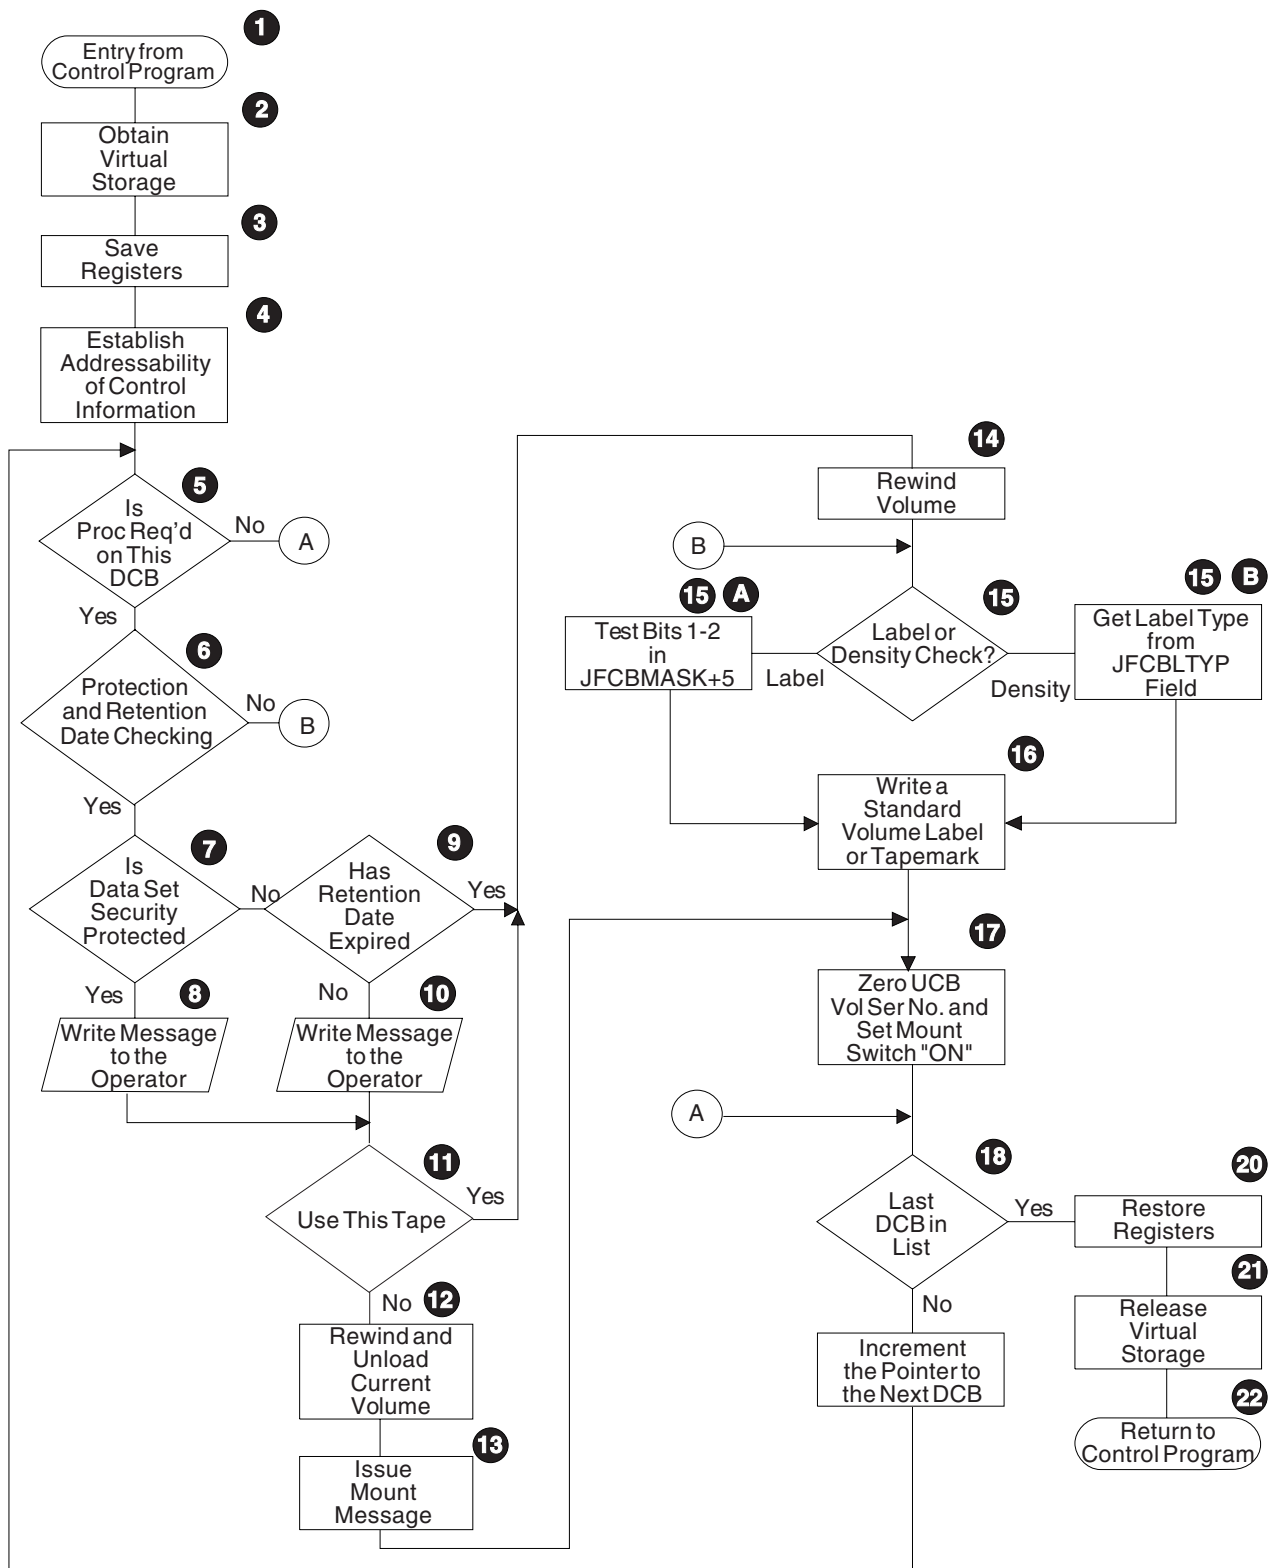 1
Entry from
Control Program
2
Obtain
Virtual
Storage
3
Save
Registers
4
Establish
Addressability
of Control
Information
5
Is
Proc Req'd
on This
DCB
No
A
Yes
6
Protection
and Retention
Date Checking
No
B
Yes
7
Is
Data Set
Security
Protected
No
Yes
8
Write Message
to the
Operator
9
Has
Retention
Date
Expired
Yes
No
10
Write Message
to the
Operator
11
Use This Tape
Yes
No
12
Rewind and
Unload
Current
Volume
13
Issue
Mount
Message
14
Rewind
Volume
B
15
Label or
Density Check?
Label
Density
15 A
Test Bits 1-2
in
JFCBMASK+5
15 B
Get Label Type
from
JFCBLTYP
Field
16
Write a
Standard
Volume Label
or Tapemark
17
Zero UCB
Vol Ser No. and
Set Mount
Switch "ON"
A
18
Last
DCB in
List
Yes
No
Increment
the Pointer to
the Next DCB
20
Restore
Registers
21
Release
Virtual
Storage
22
Return to
Control Program